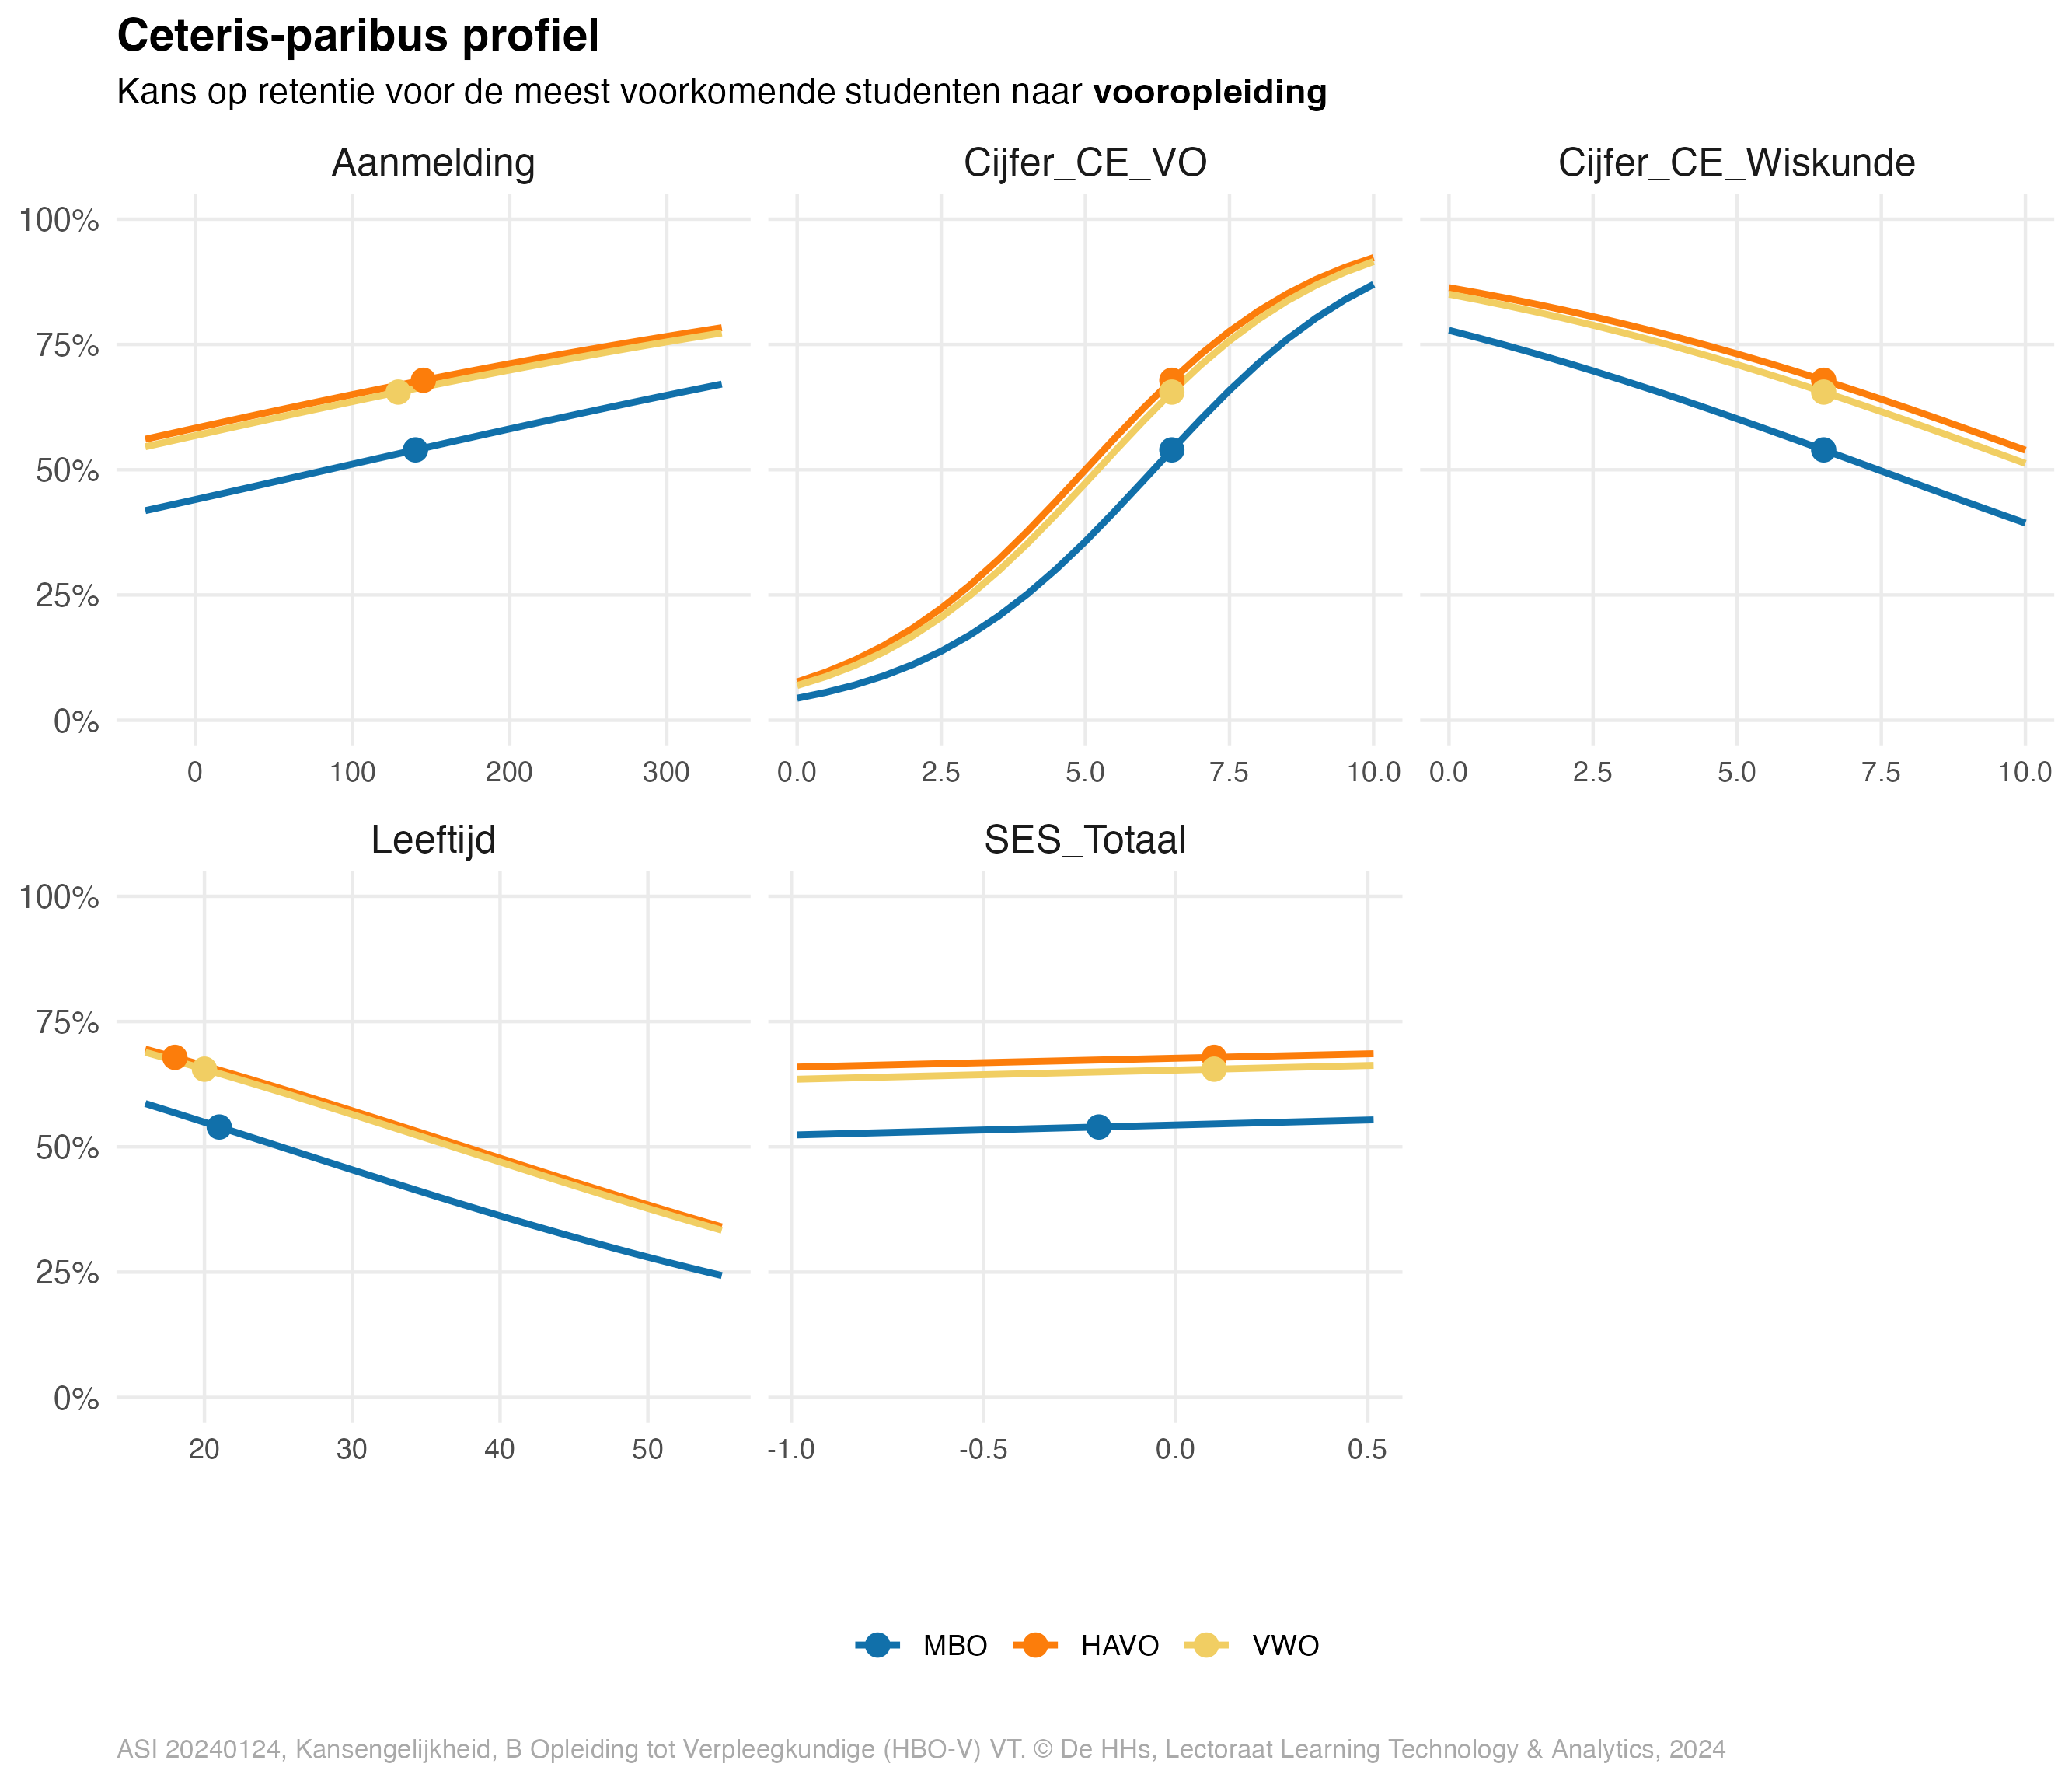 Ceteris-paribus profiel
Kans op retentie voor de meest voorkomende studenten naar vooropleiding
Aanmelding
Cijfer_CE_VO
Cijfer_CE_Wiskunde
100%
75%
50%
25%
0%
0 100 200 300
0.0 2.5 5.0 7.5 10.0
0.0 2.5 5.0 7.5 10.0
Leeftijd
SES_Totaal
100%
75%
50%
25%
0%
20 30 40 50
-1.0 -0.5 0.0 0.5
MBO HAVO VWO
ASI 20240124, Kansengelijkheid, B Opleiding tot Verpleegkundige (HBO-V) VT. © De HHs, Lectoraat Learning Technology & Analytics, 2024